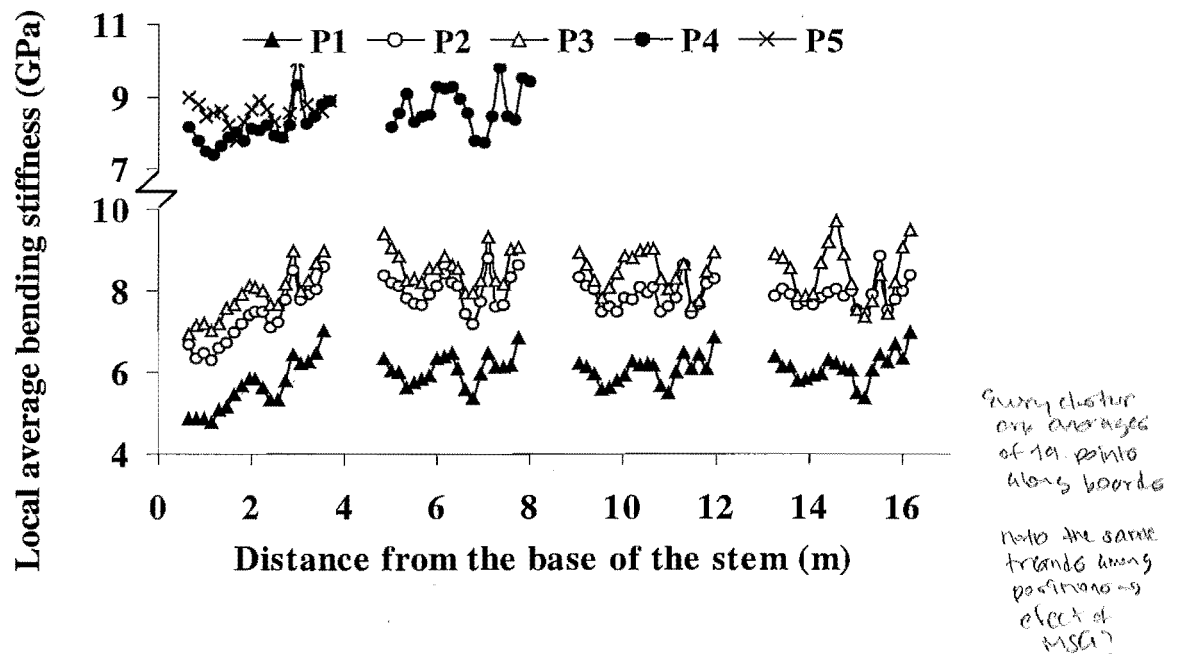 Local average bending stiffness (GPa)
11
P1 P2 P3 P4 P5
9
7
10
8
6
4
0 2 4 6 8 10 12 14 16
Distance from the base of the stem (m)
Every cluster
are averages
of 19 points
along boards
note the same
trends among
positions
effect of
MSG?